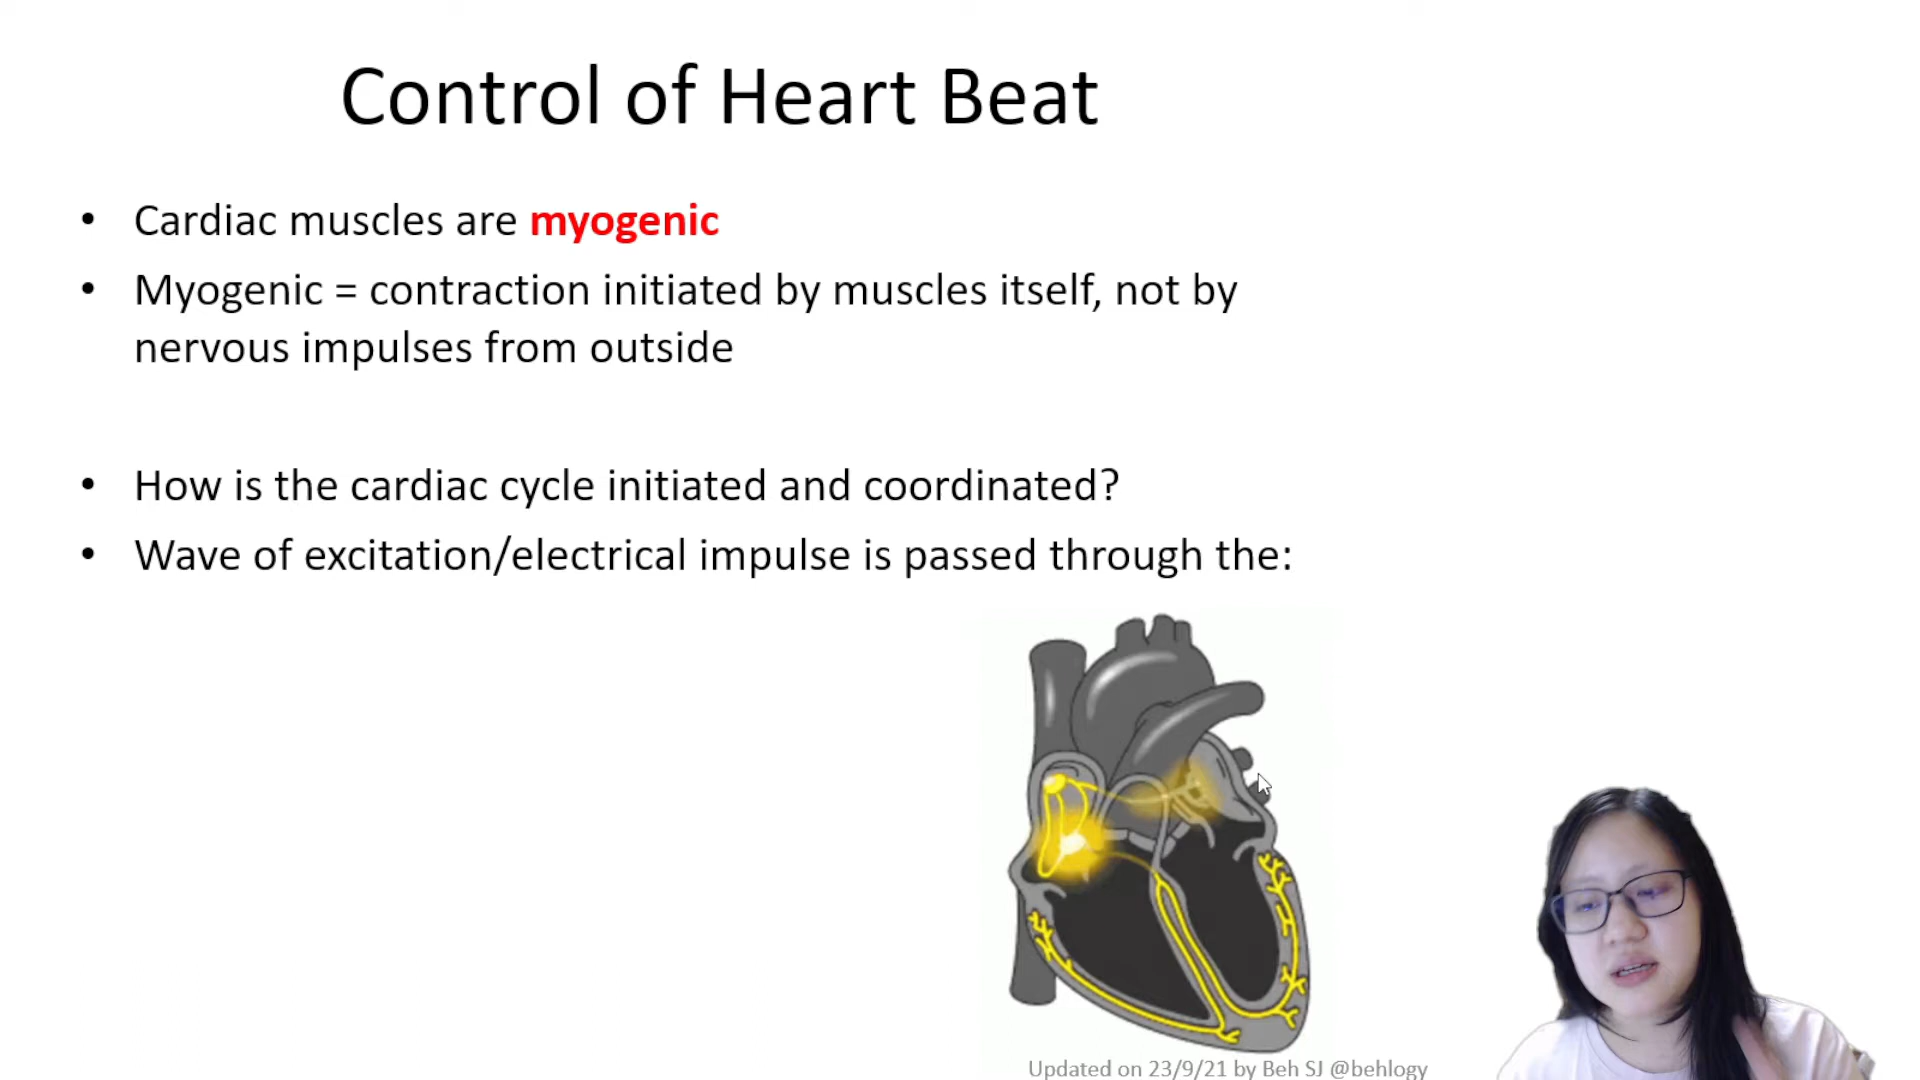 Control of Heart Beat
• Cardiac muscles are myogenic
• Myogenic = contraction initiated by muscles itself, not by
nervous impulses from outside
• How is the cardiac cycle initiated and coordinated?
• Wave of excitation/electrical impulse is passed through the:
Updated on 23/9/21 by Beh SJ @behlogy